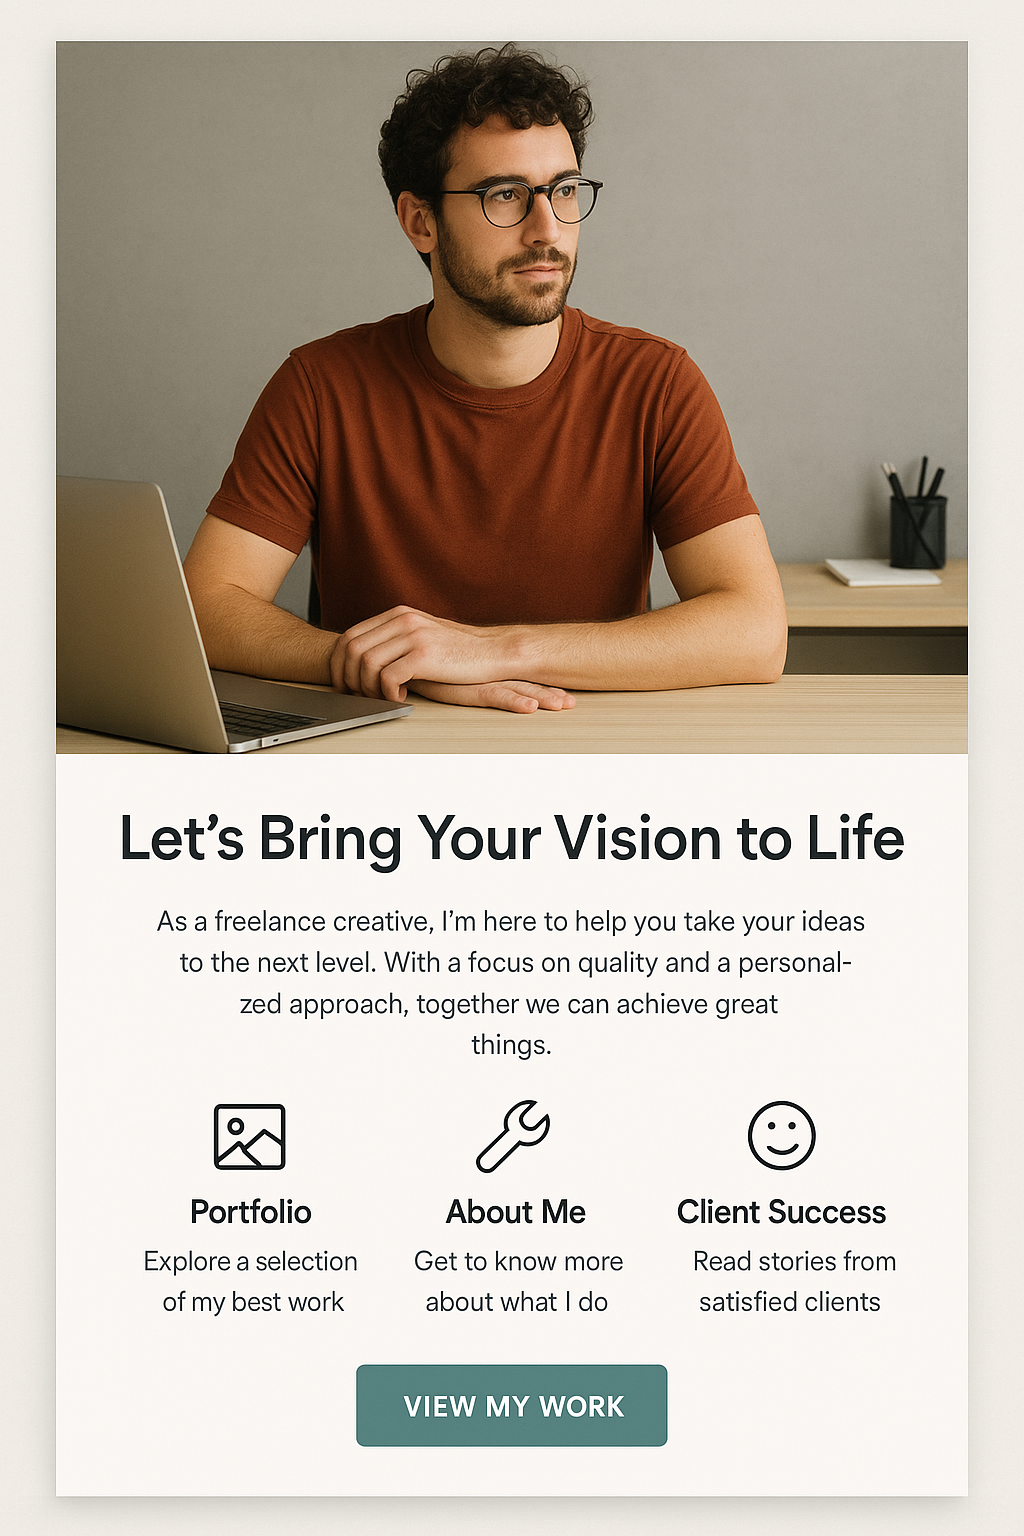 Let’s Bring Your Vision to Life
As a freelance creative, I’m here to help you take your ideas
to the next level. With a focus on quality and a personal-
zed approach, together we can achieve great
things.
Portfolio
Explore a selection
of my best work
About Me
Get to know more
about what I do
Client Success
Read stories from
satisfied clients
VIEW MY WORK